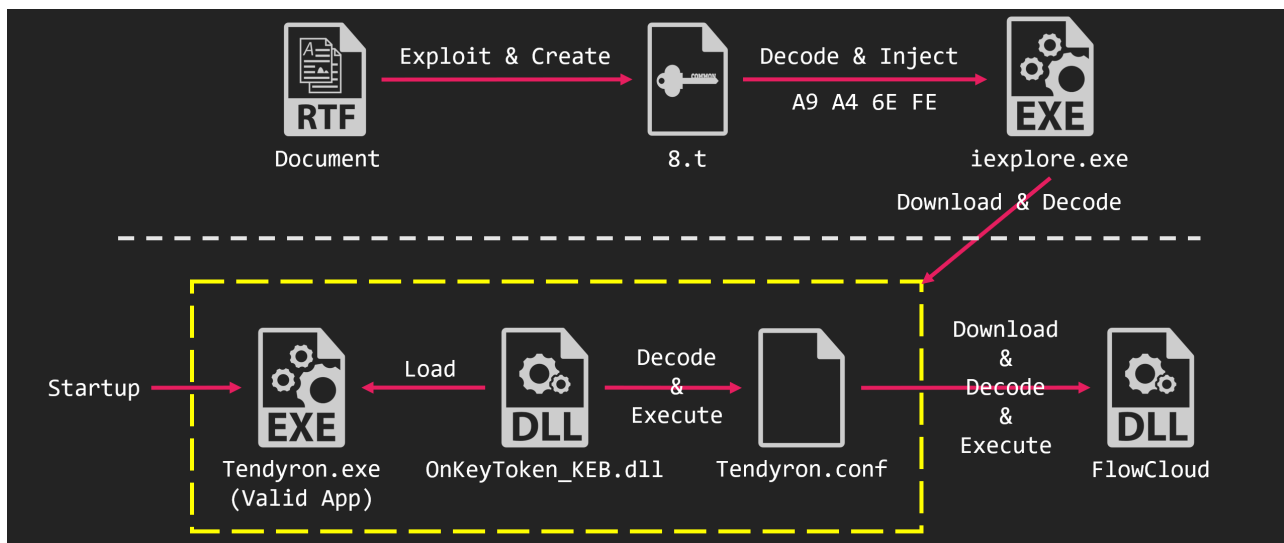 RTF
Document
Exploit & Create
COMMON
8.t
Decode & Inject
A9 A4 6E FE
EXE
iexplore.exe
Download & Decode
Startup
EXE
Tendyron.exe
(Valid App)
Load
DLL
OnKeyToken_KEB.dll
Decode
&
Execute
Tendyron.conf
Download
&
Decode
&
Execute
DLL
FlowCloud